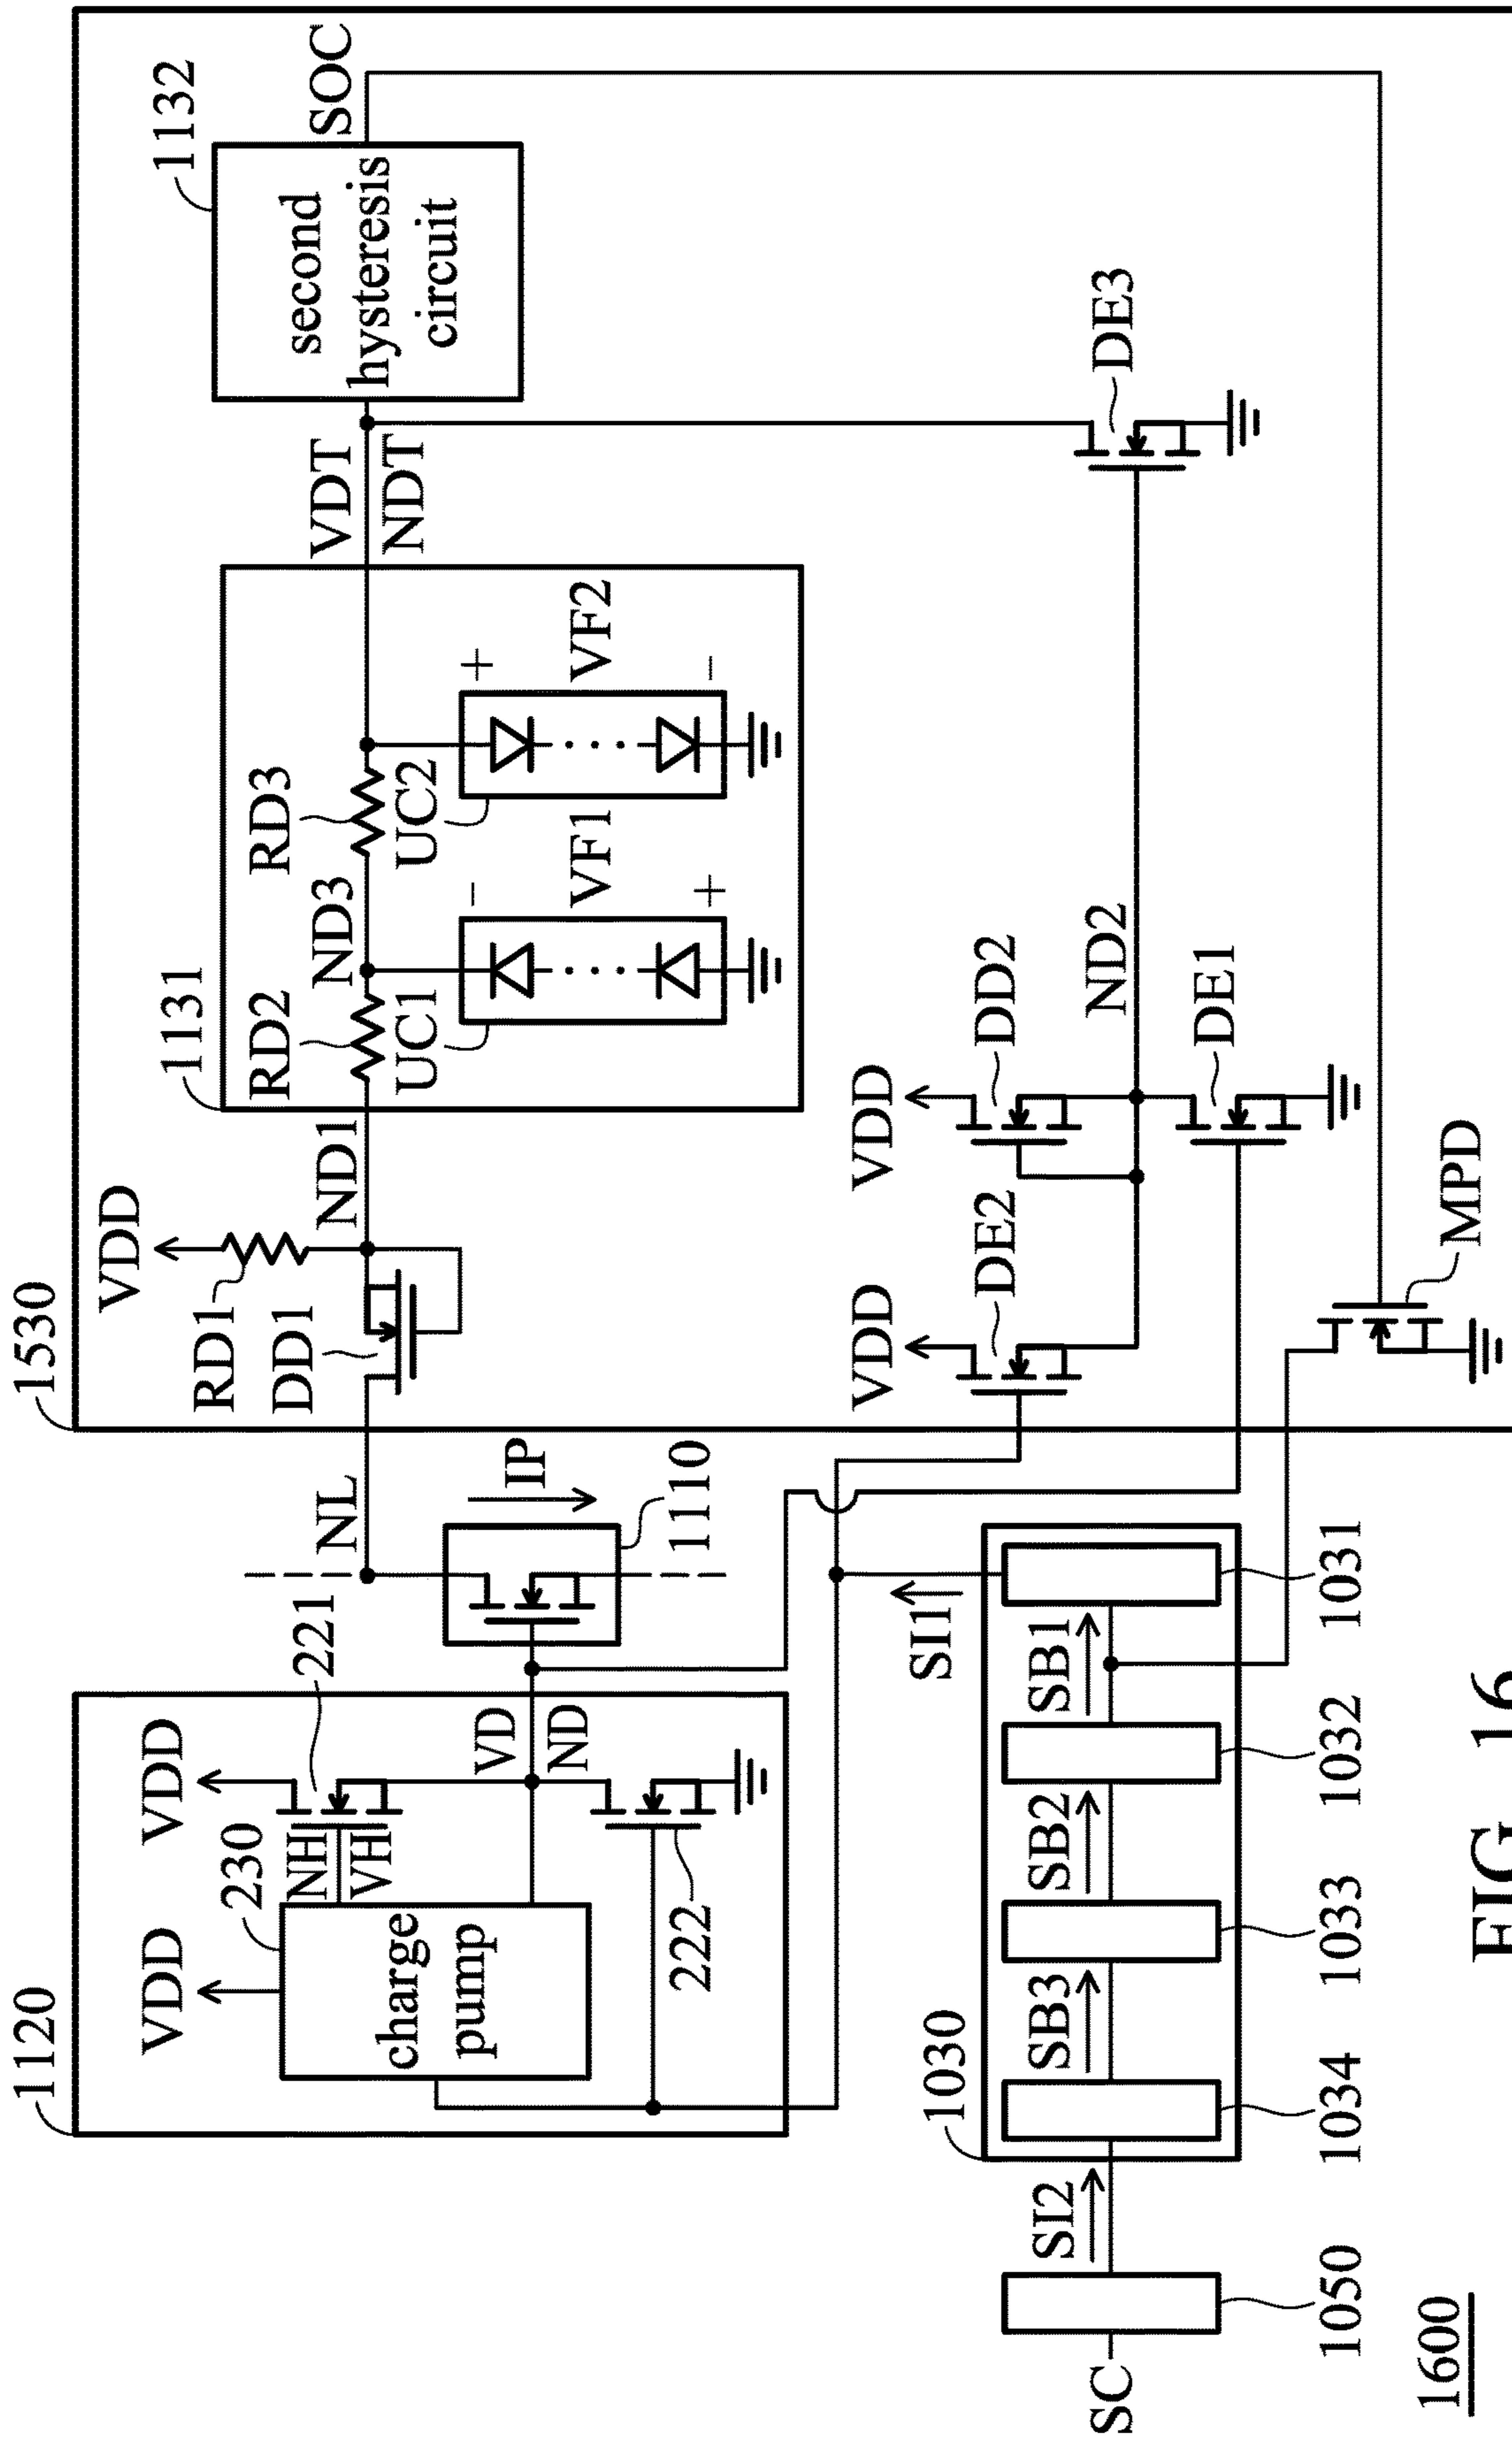 1120
VDD
230
VDD
221
charge
pump
NH
VH
VD
ND
222
NL
IP
1110
1530
VDD
RD1
DD1
ND1
1131
RD2
ND3
RD3
UC1
VF1
UC2
VF2
+
-
-
+
VDT
NDT
1132
second
hysteresis
circuit
SOC
VDD
DE2
VDD
DD2
ND2
DE1
DE3
MPD
SC
1050
SI2
1030
1034
SB3
1033
SB2
1032
SB1
1031
SI1
1600
FIG. 16